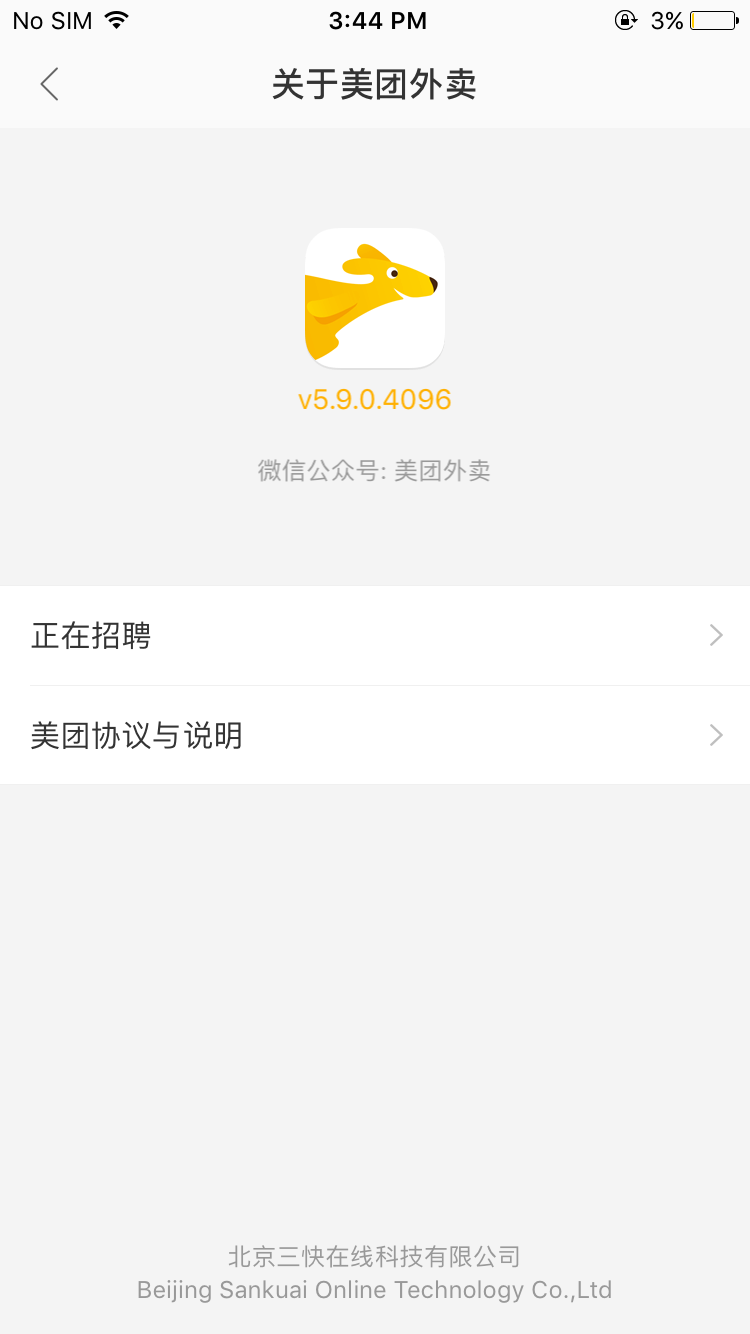 No SIM 3:44 PM 3%
关于美团外卖
v5.9.0.4096
微信公众号: 美团外卖
正在招聘
美团协议与说明
北京三快在线科技有限公司
Beijing Sankuai Online Technology Co.,Ltd